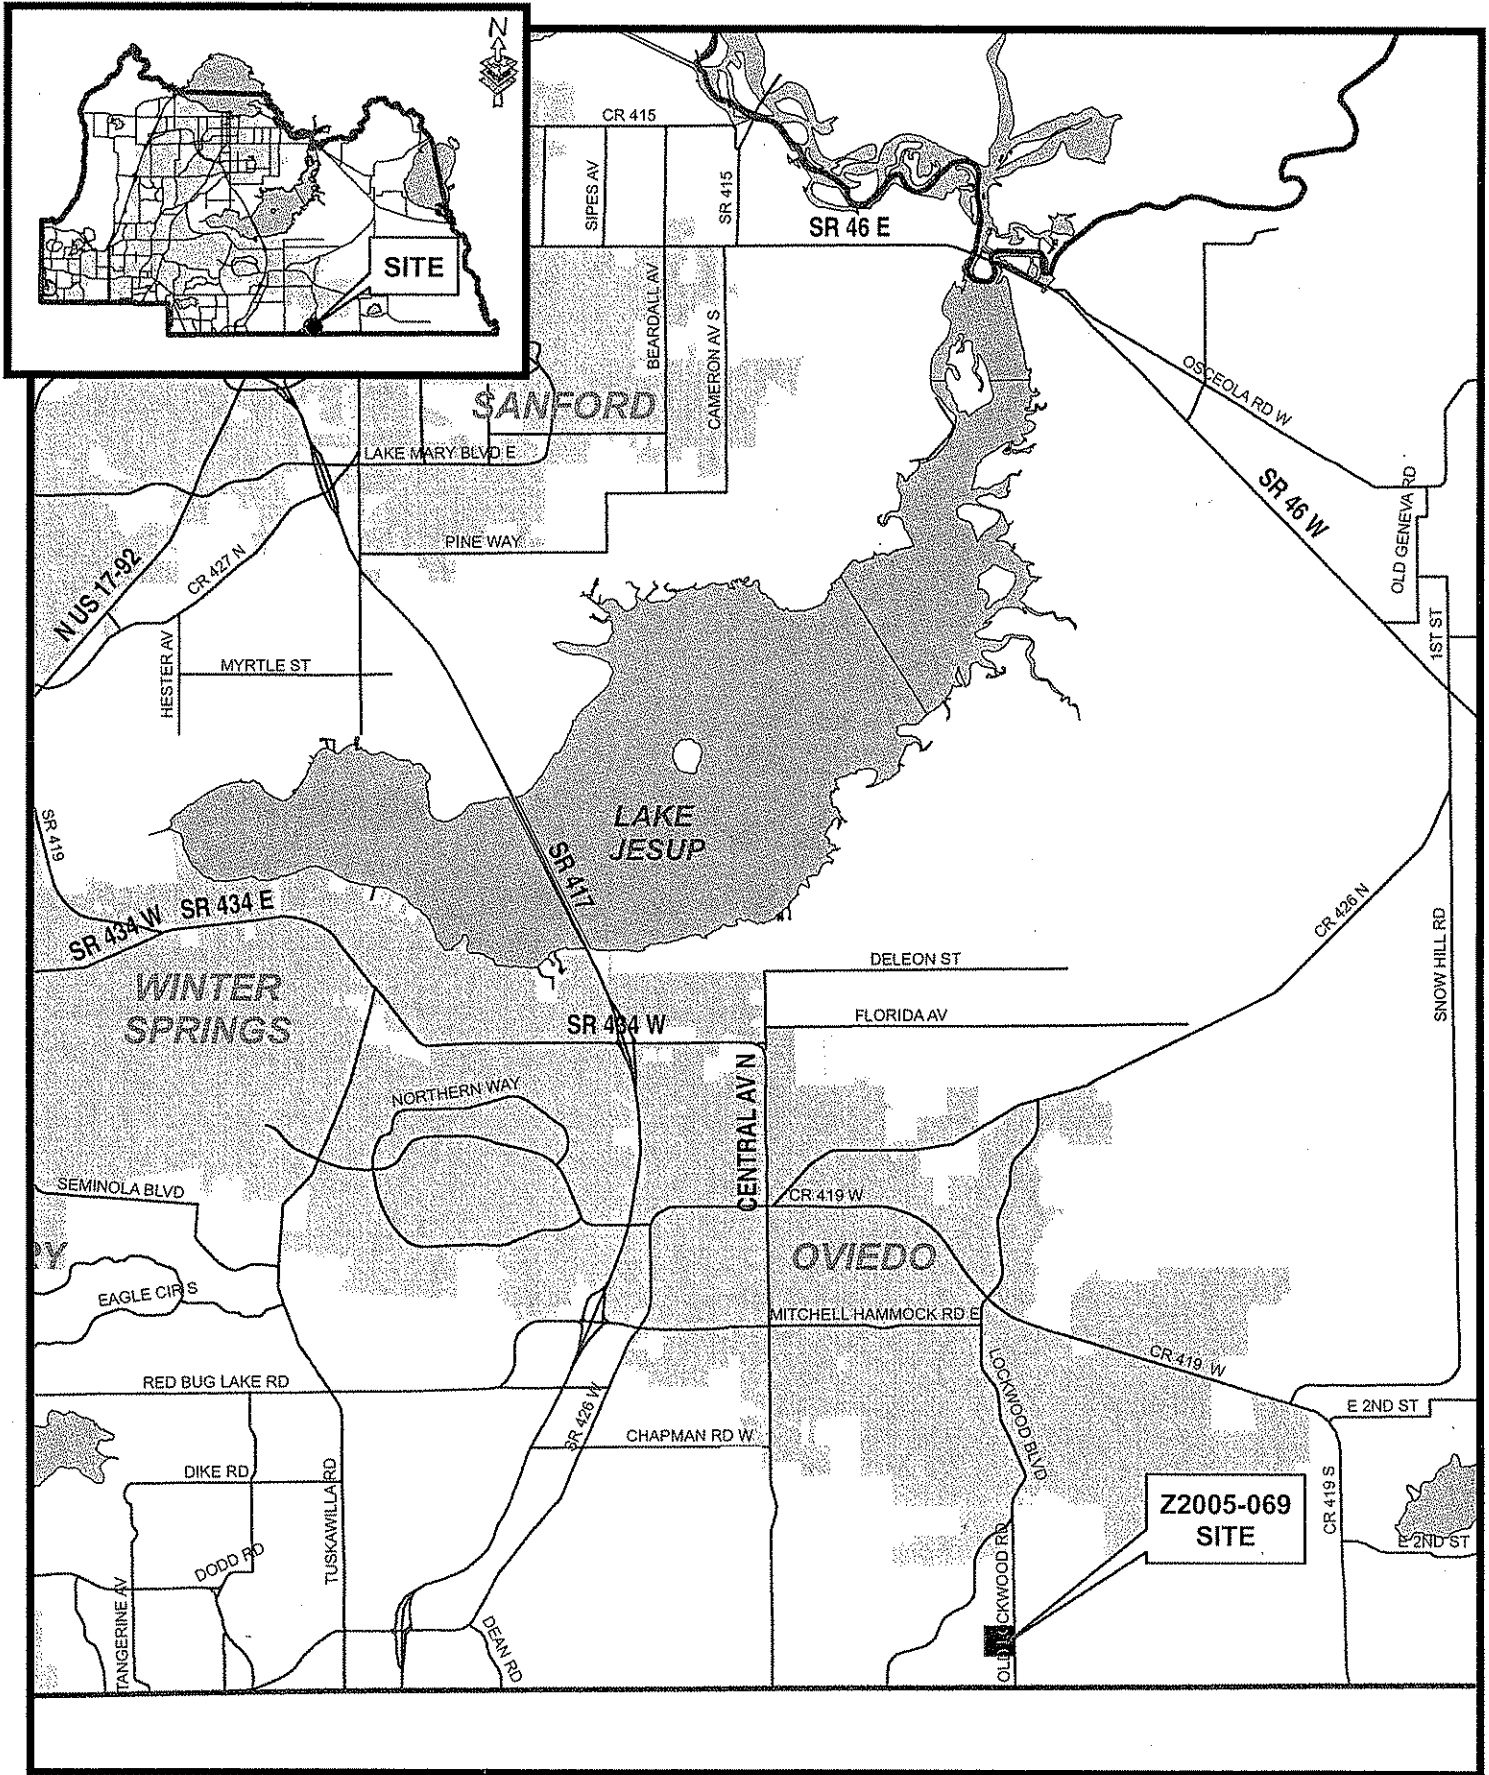 N
SITE
CR 415
SIPES AV
SR 415
SR 46 E
BEARDALL AV
CAMERON AV S
SANFORD
LAKE MARY BLVD E
OSCEOLA RD W
SR 46 W
OLD GENEVA RD
PINE WAY
N US 17-92
CR 427 N
1ST ST
HESTER AV
MYRTLE ST
LAKE
JESUP
SR 419
SR 417
SR 434 W
SR 434 E
CR 426 N
SNOW HILL RD
DELEON ST
WINTER
SPRINGS
FLORIDA AV
SR 434 W
CENTRAL AV N
NORTHERN WAY
SEMINOLA BLVD
CR 419 W
RY
OVIEDO
EAGLE CIR S
MITCHELL HAMMOCK RD E
CR 419 W
LOCKWOOD BLVD
RED BUG LAKE RD
E 2ND ST
SR 426 W
CHAPMAN RD W
DIKE RD
TUSKAWILLA RD
CR 419 S
Z2005-069
SITE
E 2ND ST
DODD RD
OLD LOCKWOOD RD
TANGERINE AV
DEAN RD